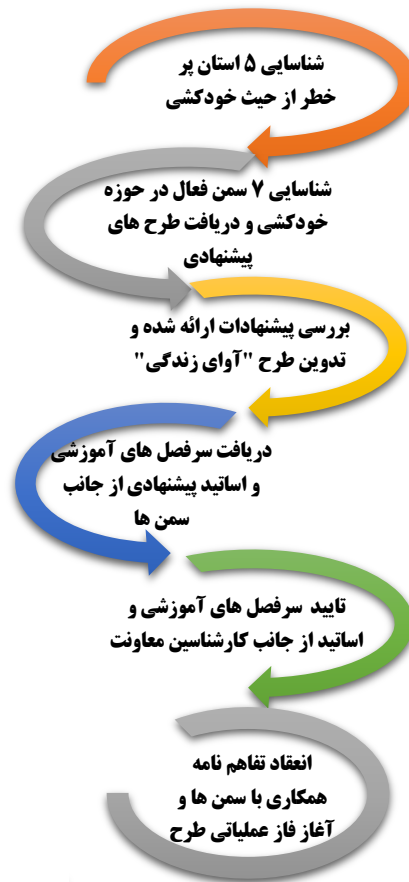 شناسایی ۵ استان پر
خطر از حیث خودکشی
شناسایی ۷ سمن فعال در حوزه
خودکشی و دریافت طرح های
پیشنهادی
بررسی پیشنهادات ارائه شده و
تدوین طرح "آوای زندگی"
دریافت سرفصل های آموزشی
و اساتید پیشنهادی از جانب
سمن ها
تایید سرفصل های آموزشی و
اساتید از جانب کارشناسین معاونت
انعقاد تفاهم نامه
همکاری با سمن ها و
آغاز فاز عملیاتی طرح